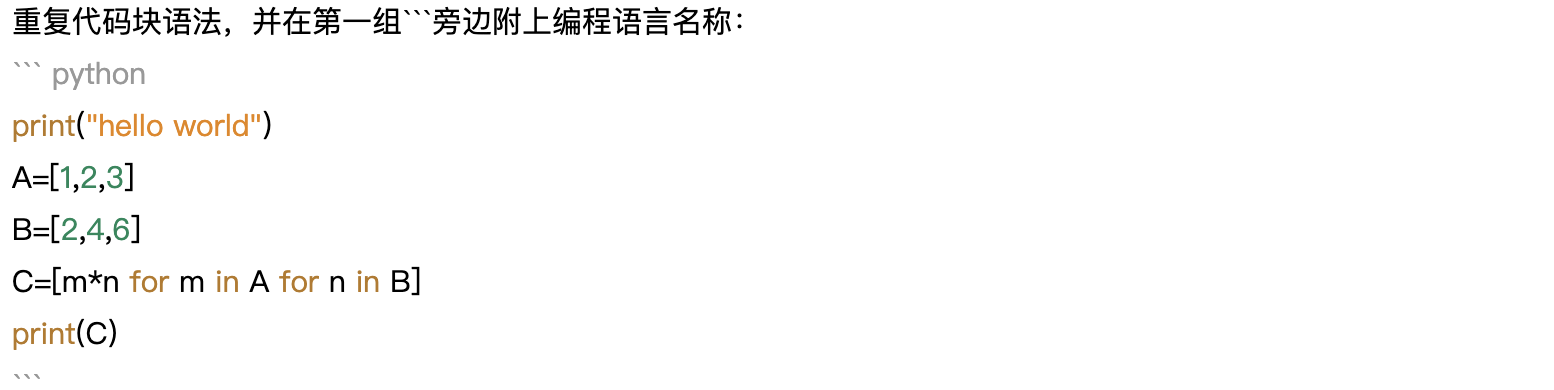 重复代码块语法，并在第一组```旁边附上编程语言名称：
``` python
print("hello world")
A=[1,2,3]
B=[2,4,6]
C=[m*n for m in A for n in B]
print(C)
```